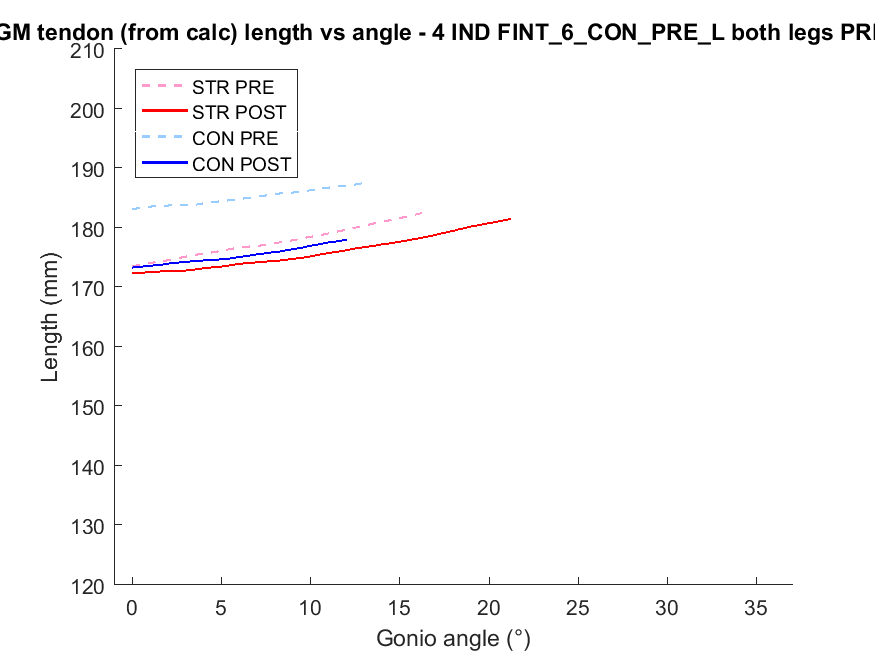 GM tendon (from calc) length vs angle - 4 IND FINT_6_CON_PRE_L both legs PRE
210
200
190
180
170
160
150
140
130
120
Length (mm)
STR PRE
STR POST
CON PRE
CON POST
0 5 10 15 20 25 30 35
Gonio angle (°)